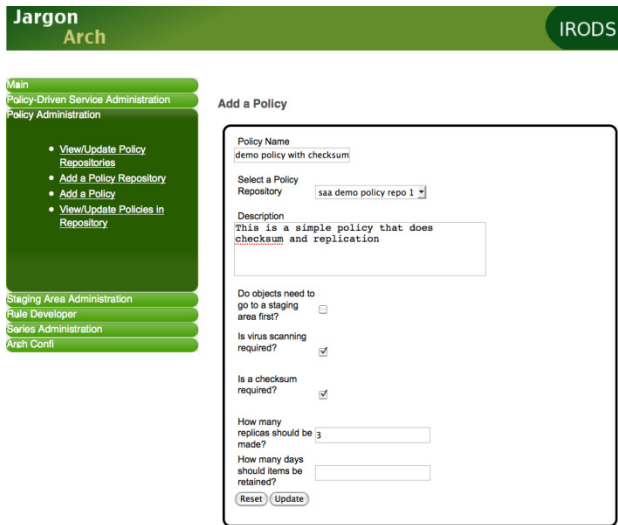 Jargon
Arch
IRODS
Main
Policy-Driven Service Administration
Policy Administration
View/Update Policy
Repositories
Add a Policy Repository
Add a Policy
View/Update Policies in
Repository
Staging Area Administration
Rule Developer
Series Administration
Arch Confi
Add a Policy
Policy Name
demo policy with checksum
Select a Policy
Repository
saa demo policy repo 1
Description
This is a simple policy that does
checksum and replication
Do objects need to
go to a staging
area first?
Is virus scanning
required?
Is a checksum
required?
How many
replicas should be
made?
3
How many days
should items be
retained?
Reset Update